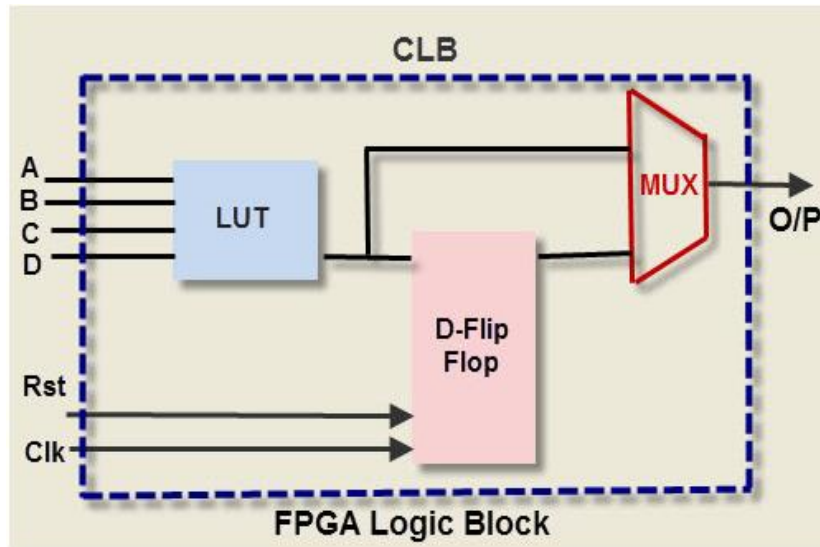 CLB
A
B
C
D
LUT
MUX
O/P
D-Flip
Flop
Rst
Clk
FPGA Logic Block